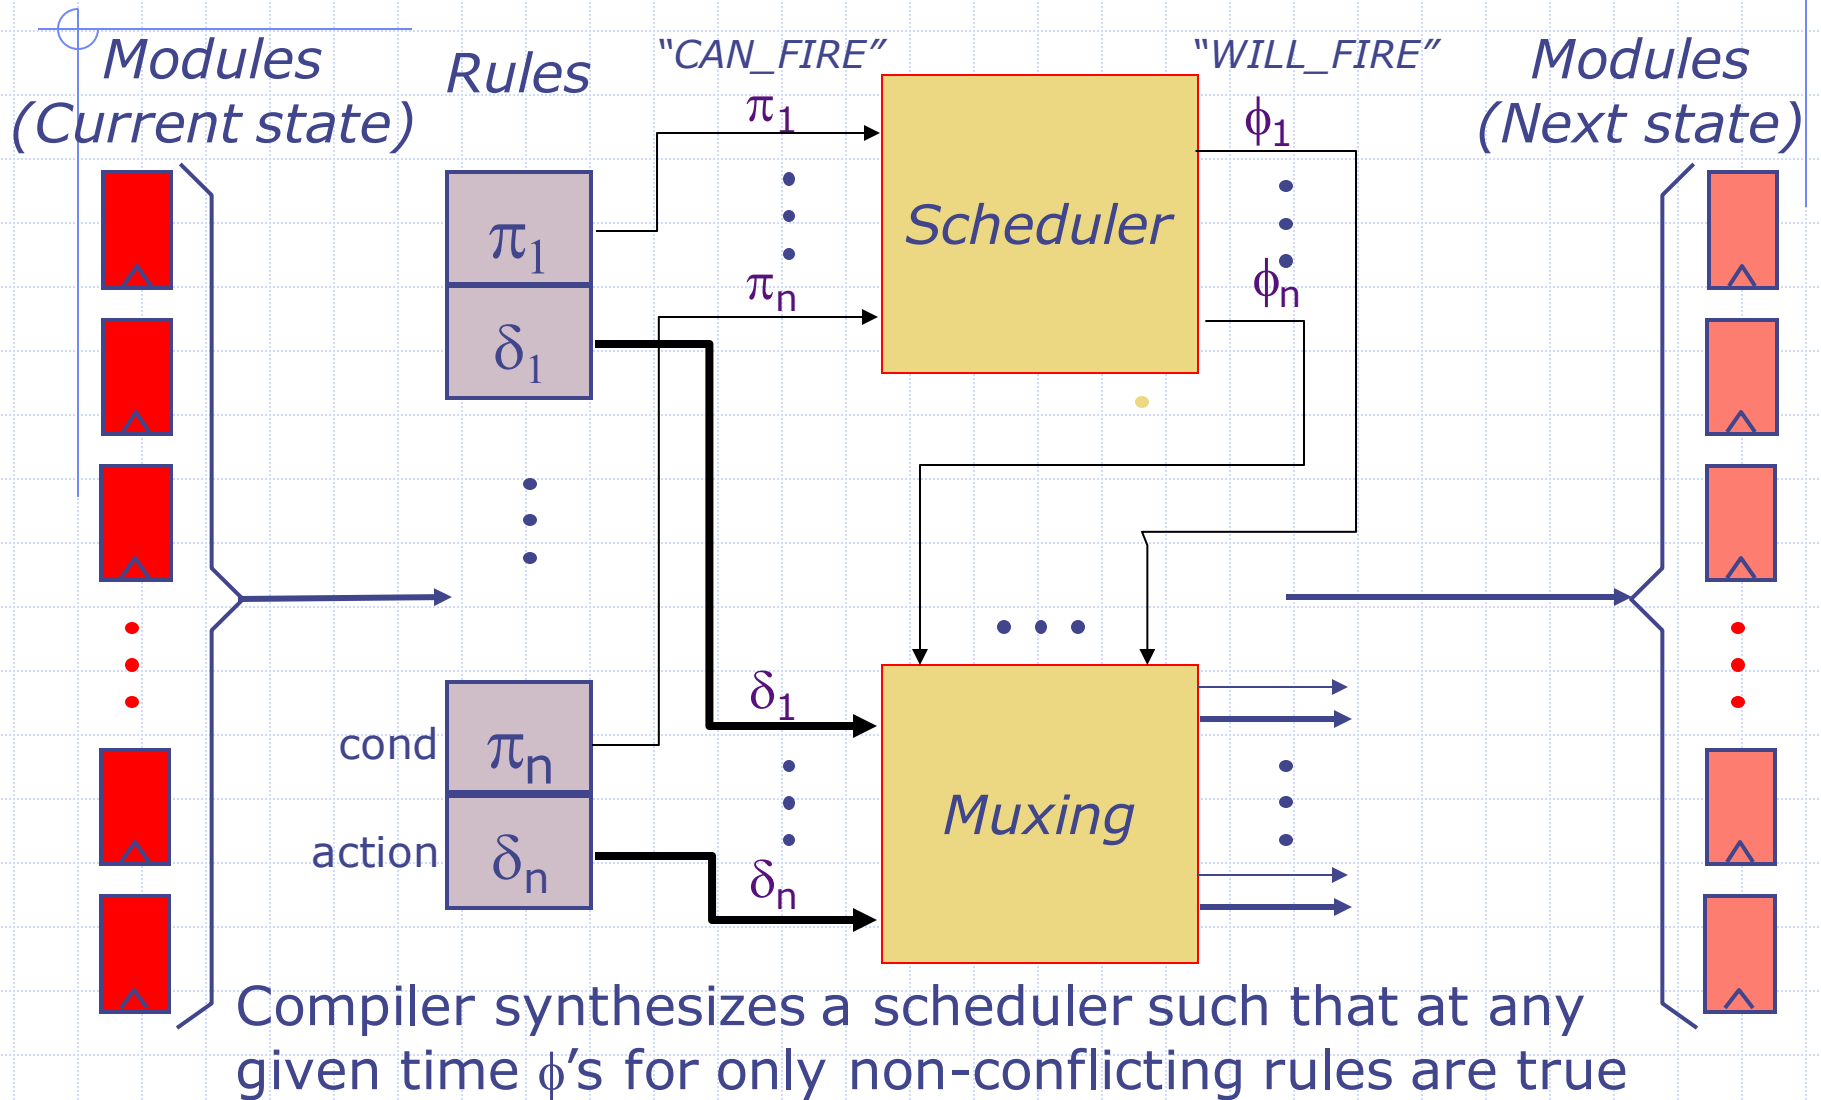 Modules
(Current state)
Rules
“CAN_FIRE”
“WILL_FIRE”
Modules
(Next state)
π1
πn
ϕ1
ϕn
Scheduler
π1
δ1
cond
πn
action
δn
δ1
δn
Muxing
Compiler synthesizes a scheduler such that at any
given time ϕ’s for only non-conflicting rules are true